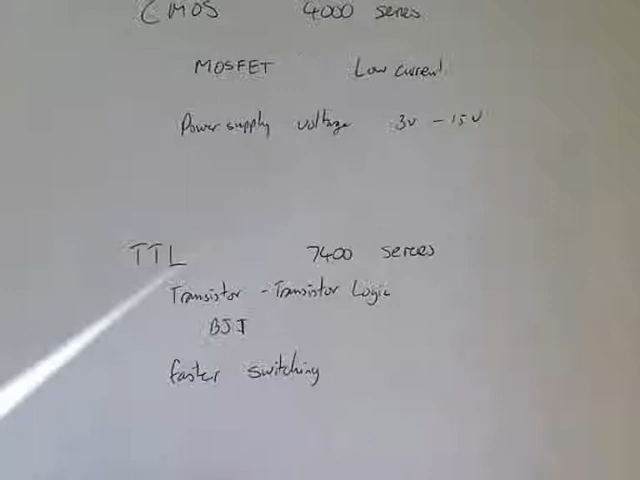 CMOS 4000 series
MOSFET Low current
Power supply voltage 3v - 15v
TTL 7400 series
Transistor - Transistor Logic
BJT
faster switching